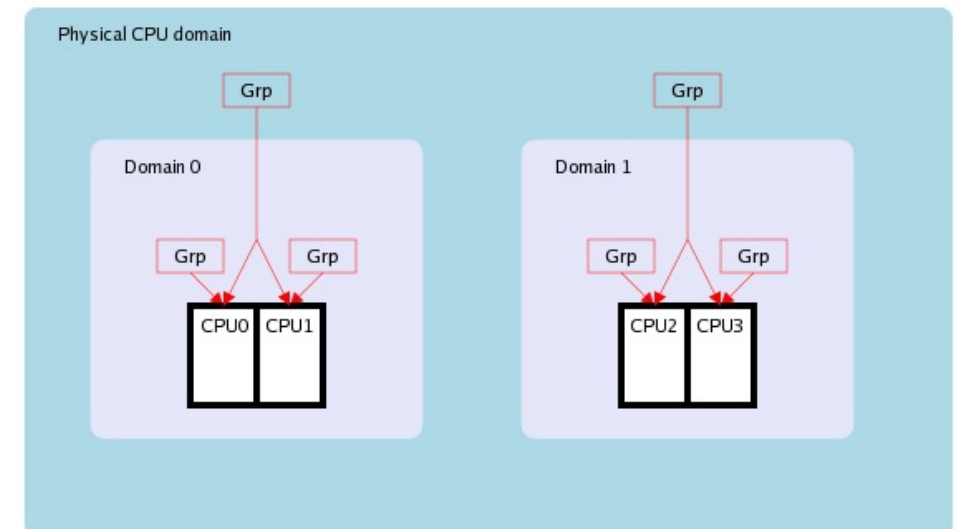 Physical CPU domain
Grp
Grp
Domain 0
Domain 1
Grp
Grp
Grp
Grp
CPU0
CPU1
CPU2
CPU3